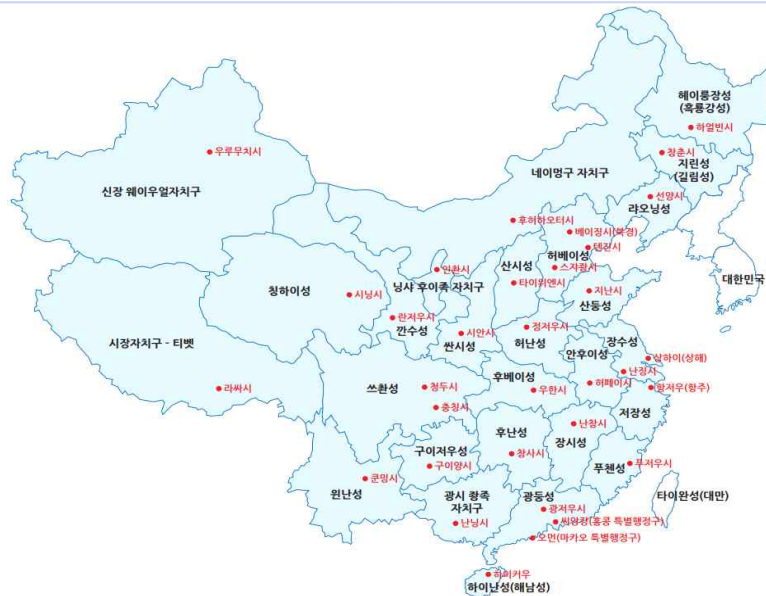 헤이룽장성
(흑룡강성)
하얼빈시
창춘시
지린성
(길림성)
우루무치시
신장 웨이우얼자치구
네이멍구 자치구
선양시
랴오닝성
후허하오터시
베이징시(북경)
텐진시
허베이성
스자좡시
산시성
타이위엔시
인촨시
닝샤 후이족 자치구
칭하이성
시닝시
란저우시
깐수성
지난시
산둥성
대한민국
시안시
싼시성
정저우시
허난성
장수성
안후이성
상하이(상해)
난징시
허페이시
항저우(항주)
저장성
시장자치구 - 티벳
라싸시
쓰촨성
청두시
충칭시
후베이성
우한시
후난성
창사시
난창시
장시성
구이저우성
구이양시
푸저우시
푸첸성
쿤밍시
윈난성
광시 좡족
자치구
난닝시
광둥성
광저우시
씨앙강(홍콩 특별행정구)
오먼(마카오 특별행정구)
타이완성(대만)
하이커우
하이난성(해남성)